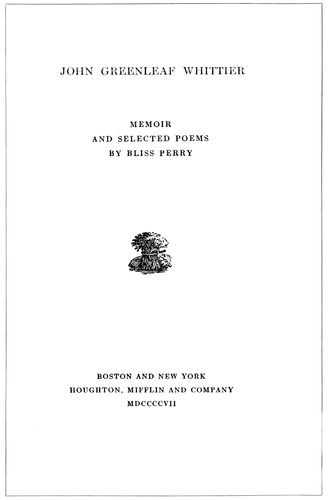 JOHN GREENLEAF WHITTIER
MEMOIR
AND SELECTED POEMS
BY BLISS PERRY
BOSTON AND NEW YORK
HOUGHTON, MIFFLIN AND COMPANY
MDCCCCVII